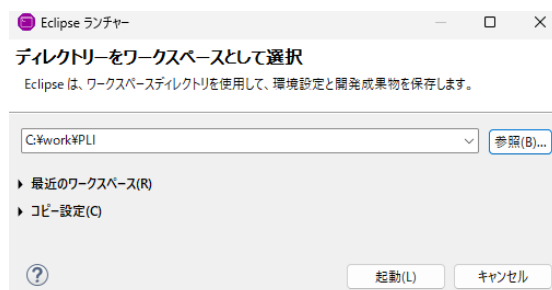 Eclipse ランチャー
ディレクトリーをワークスペースとして選択
Eclipse は、ワークスペースディレクトリを使用して、環境設定と開発成果物を保存します。
C:¥work¥PLI
参照(B)...
最近のワークスペース(R)
コピー設定(C)
?
起動(L)
キャンセル